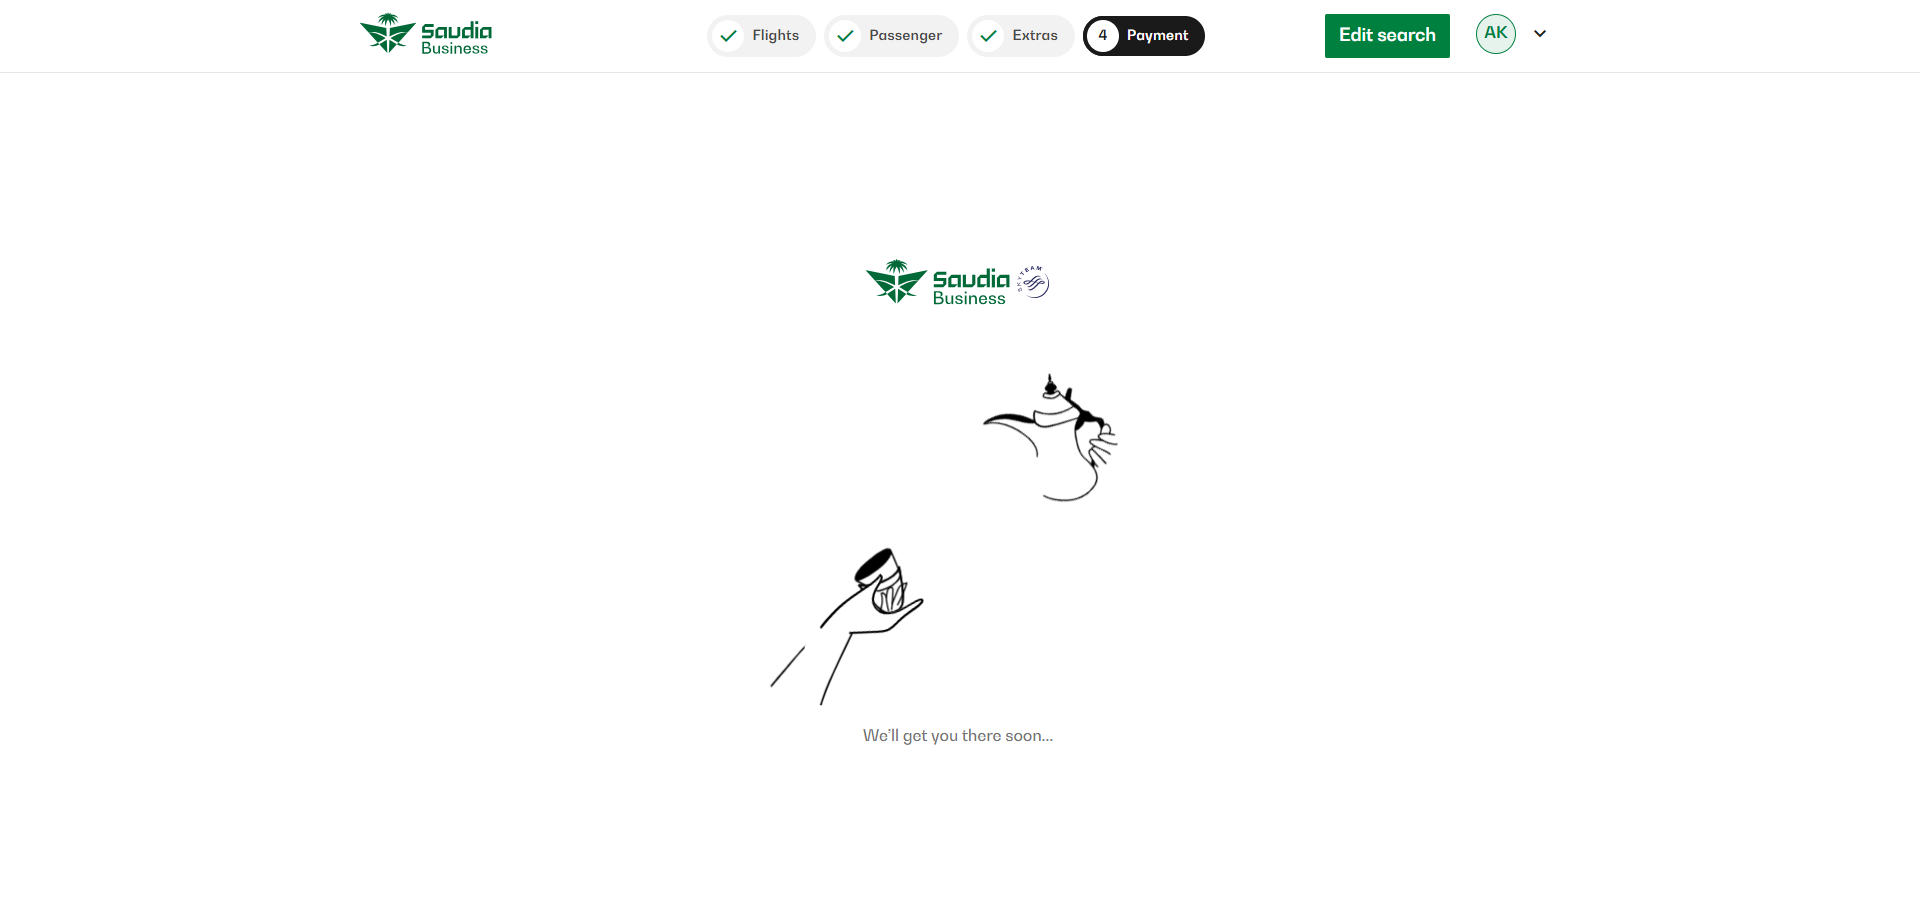 Saudia
Business
Flights
Passenger
Extras
4 Payment
Edit search
AK
Saudia
Business
SKYTEAM
We'll get you there soon...